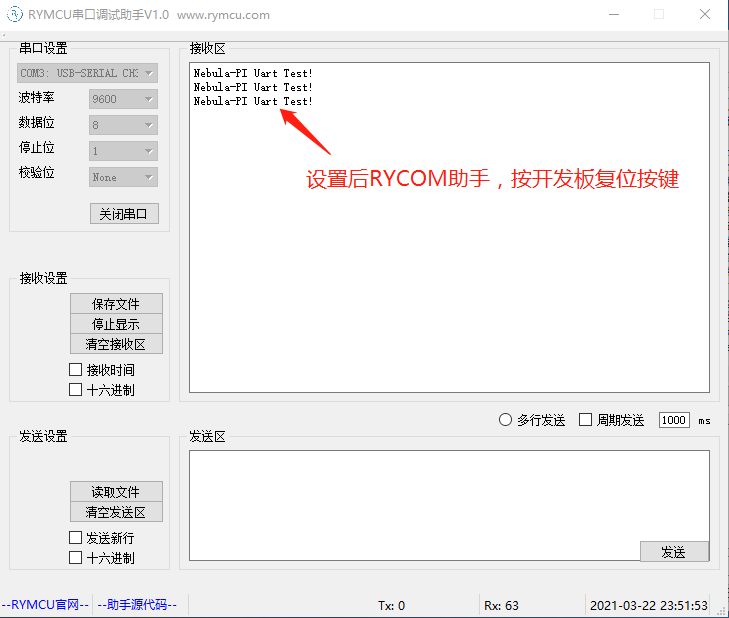 RYMCU串口调试助手V1.0 www.rymcu.com
串口设置
COM3: USB-SERIAL CH3
波特率 9600
数据位 8
停止位 1
校验位 None
关闭串口
接收设置
保存文件
停止显示
清空接收区
接收时间
十六进制
发送设置
读取文件
清空发送区
发送新行
十六进制
接收区
Nebula-PI Uart Test!
Nebula-PI Uart Test!
Nebula-PI Uart Test!
设置后RYCOM助手，按开发板复位按键
多行发送 周期发送 1000 ms
发送区
发送
--RYMCU官网-- --助手源代码-- Tx: 0 Rx: 63 2021-03-22 23:51:53